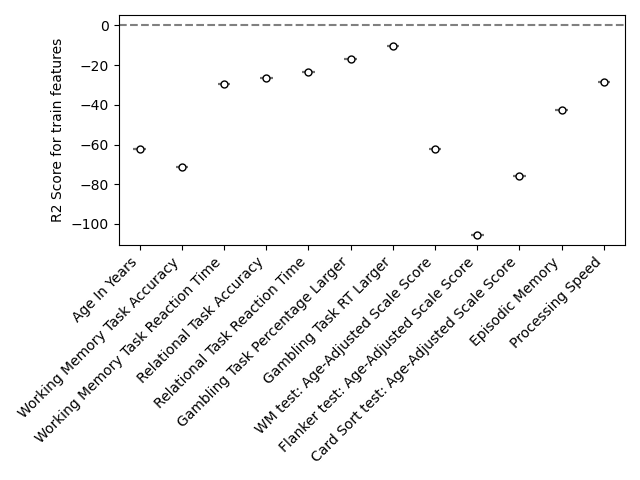 R2 Score for train features
0
−20
−40
−60
−80
−100
Age In Years
Working Memory Task Accuracy
Working Memory Task Reaction Time
Relational Task Accuracy
Relational Task Reaction Time
Gambling Task Percentage Larger
Gambling Task RT Larger
WM test: Age-Adjusted Scale Score
Flanker test: Age-Adjusted Scale Score
Card Sort test: Age-Adjusted Scale Score
Episodic Memory
Processing Speed